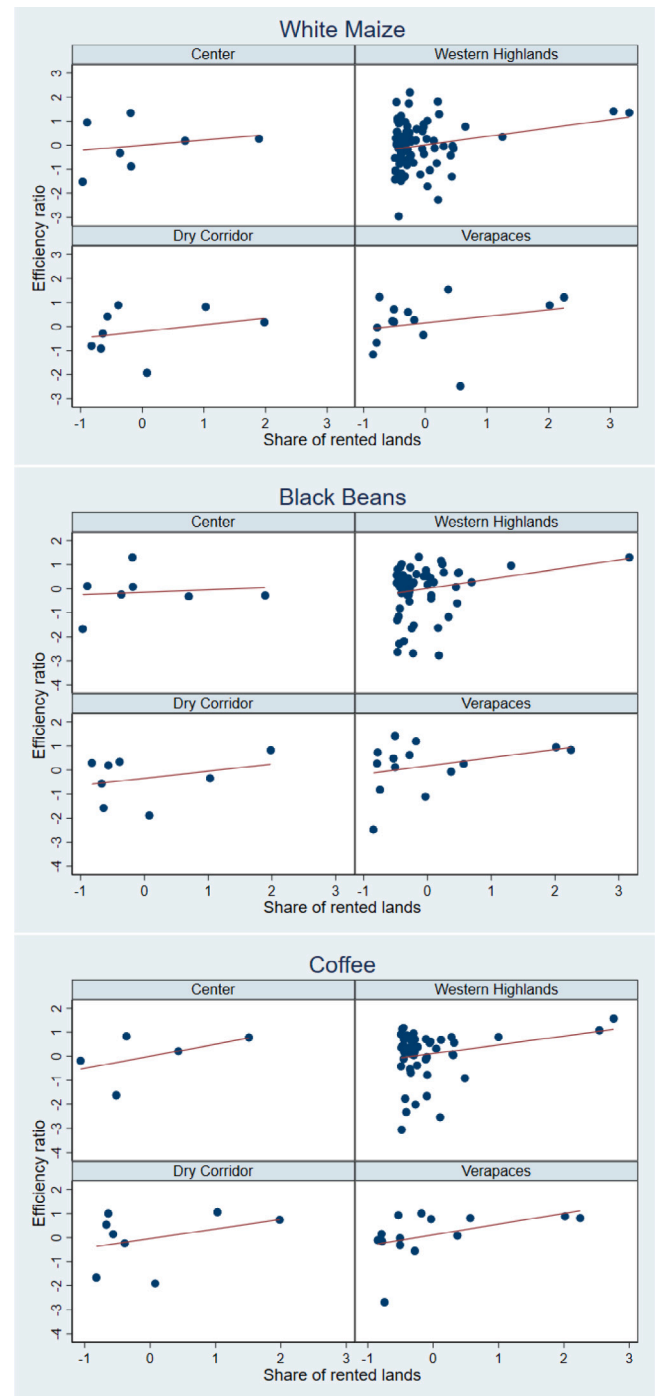 White Maize
Center Western Highlands
3
2
1
0
-1
-2
-3
Dry Corridor Verapaces
3
2
1
0
-1
-2
-3
Efficiency ratio
-1 0 1 2 3 -1 0 1 2 3
Share of rented lands
Black Beans
Center Western Highlands
2
1
0
-1
-2
-3
-4
Dry Corridor Verapaces
2
1
0
-1
-2
-3
-4
Efficiency ratio
-1 0 1 2 3 -1 0 1 2 3
Share of rented lands
Coffee
Center Western Highlands
2
1
0
-1
-2
-3
-4
Dry Corridor Verapaces
2
1
0
-1
-2
-3
-4
Efficiency ratio
-1 0 1 2 3 -1 0 1 2 3
Share of rented lands